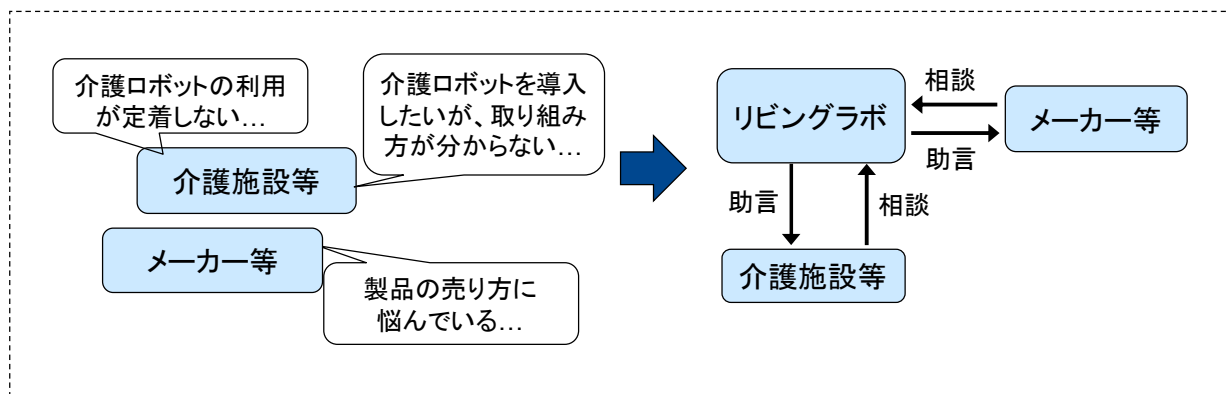 介護ロボットの利用
が定着しない…
介護ロボットを導入
したいが、取り組み
方が分からない…
介護施設等
メーカー等
製品の売り方に
悩んでいる…
リビングラボ
相談
助言
メーカー等
助言
相談
介護施設等